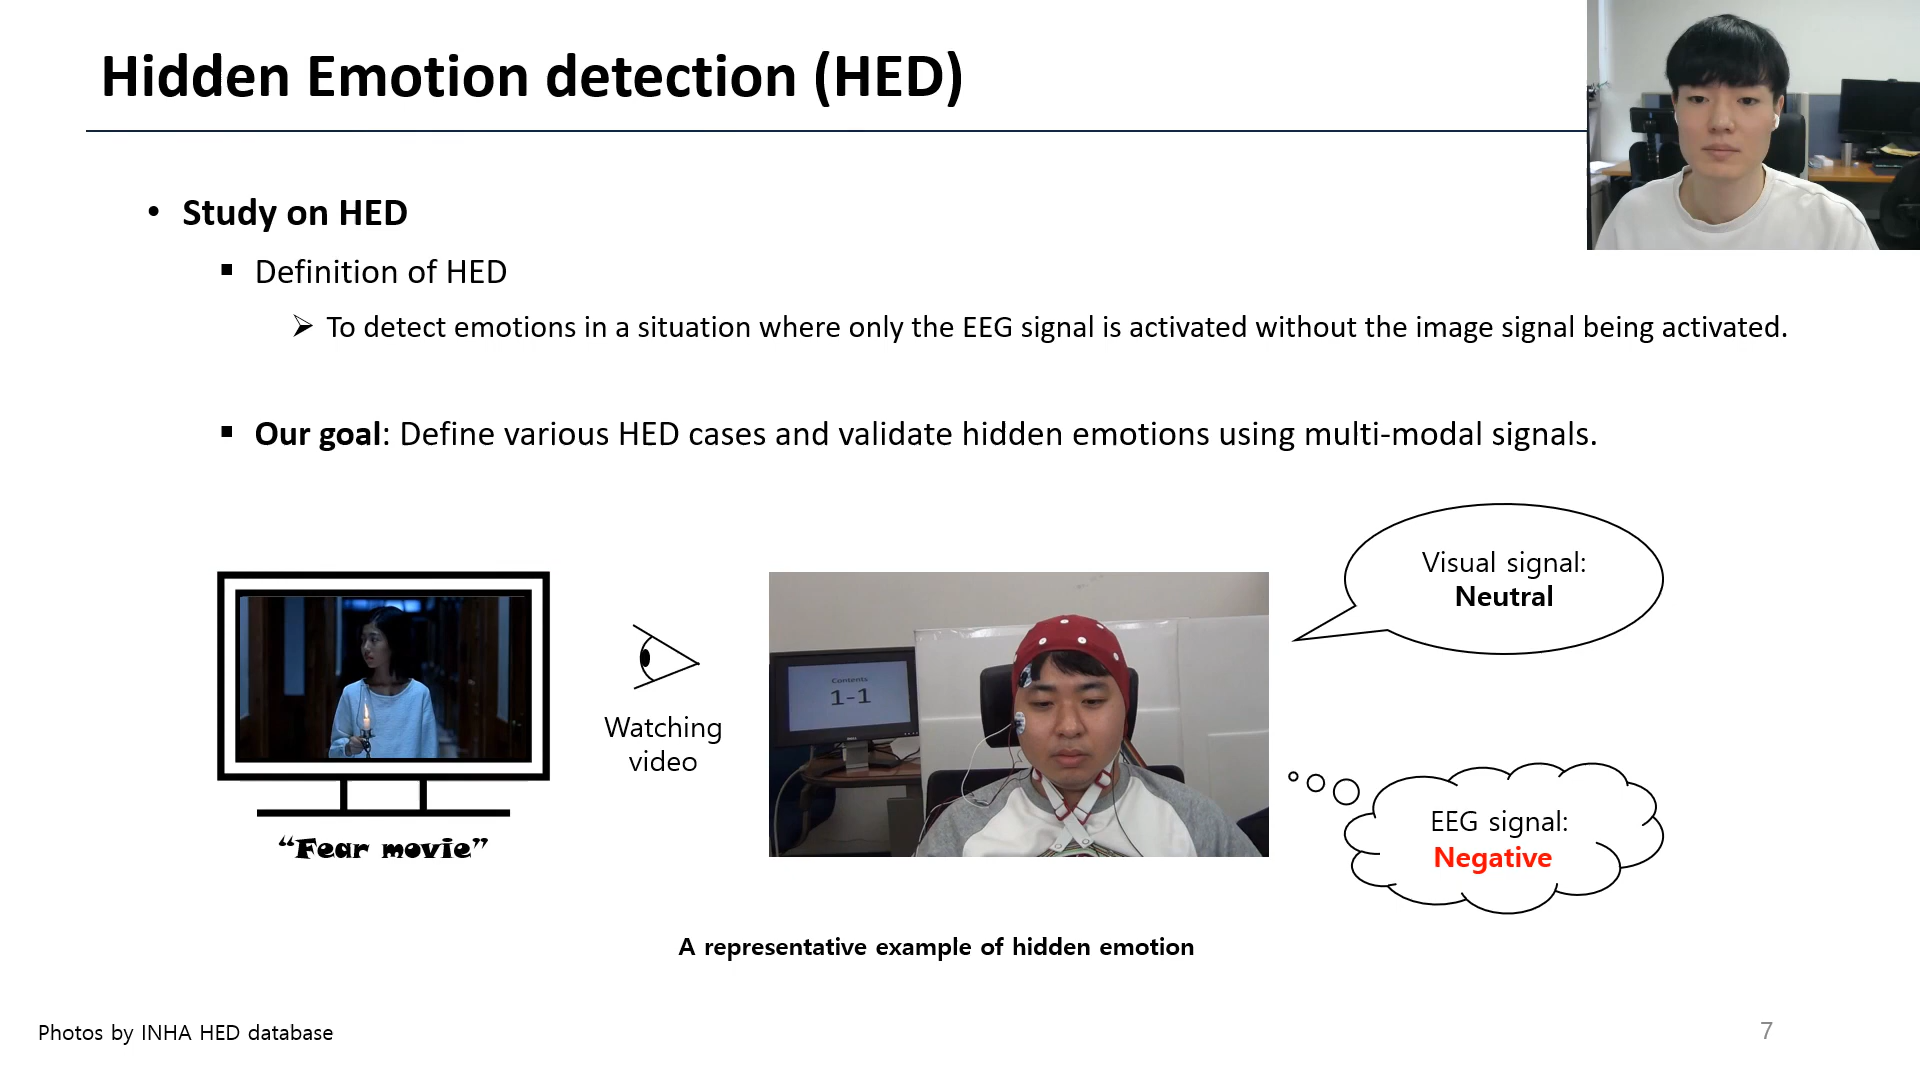 Hidden Emotion detection (HED)
• Study on HED
▪ Definition of HED
➢ To detect emotions in a situation where only the EEG signal is activated without the image signal being activated.
▪ Our goal: Define various HED cases and validate hidden emotions using multi-modal signals.
Visual signal:
Neutral
Contents
1-1
Watching
video
EEG signal:
Negative
“Fear movie”
A representative example of hidden emotion
Photos by INHA HED database
7